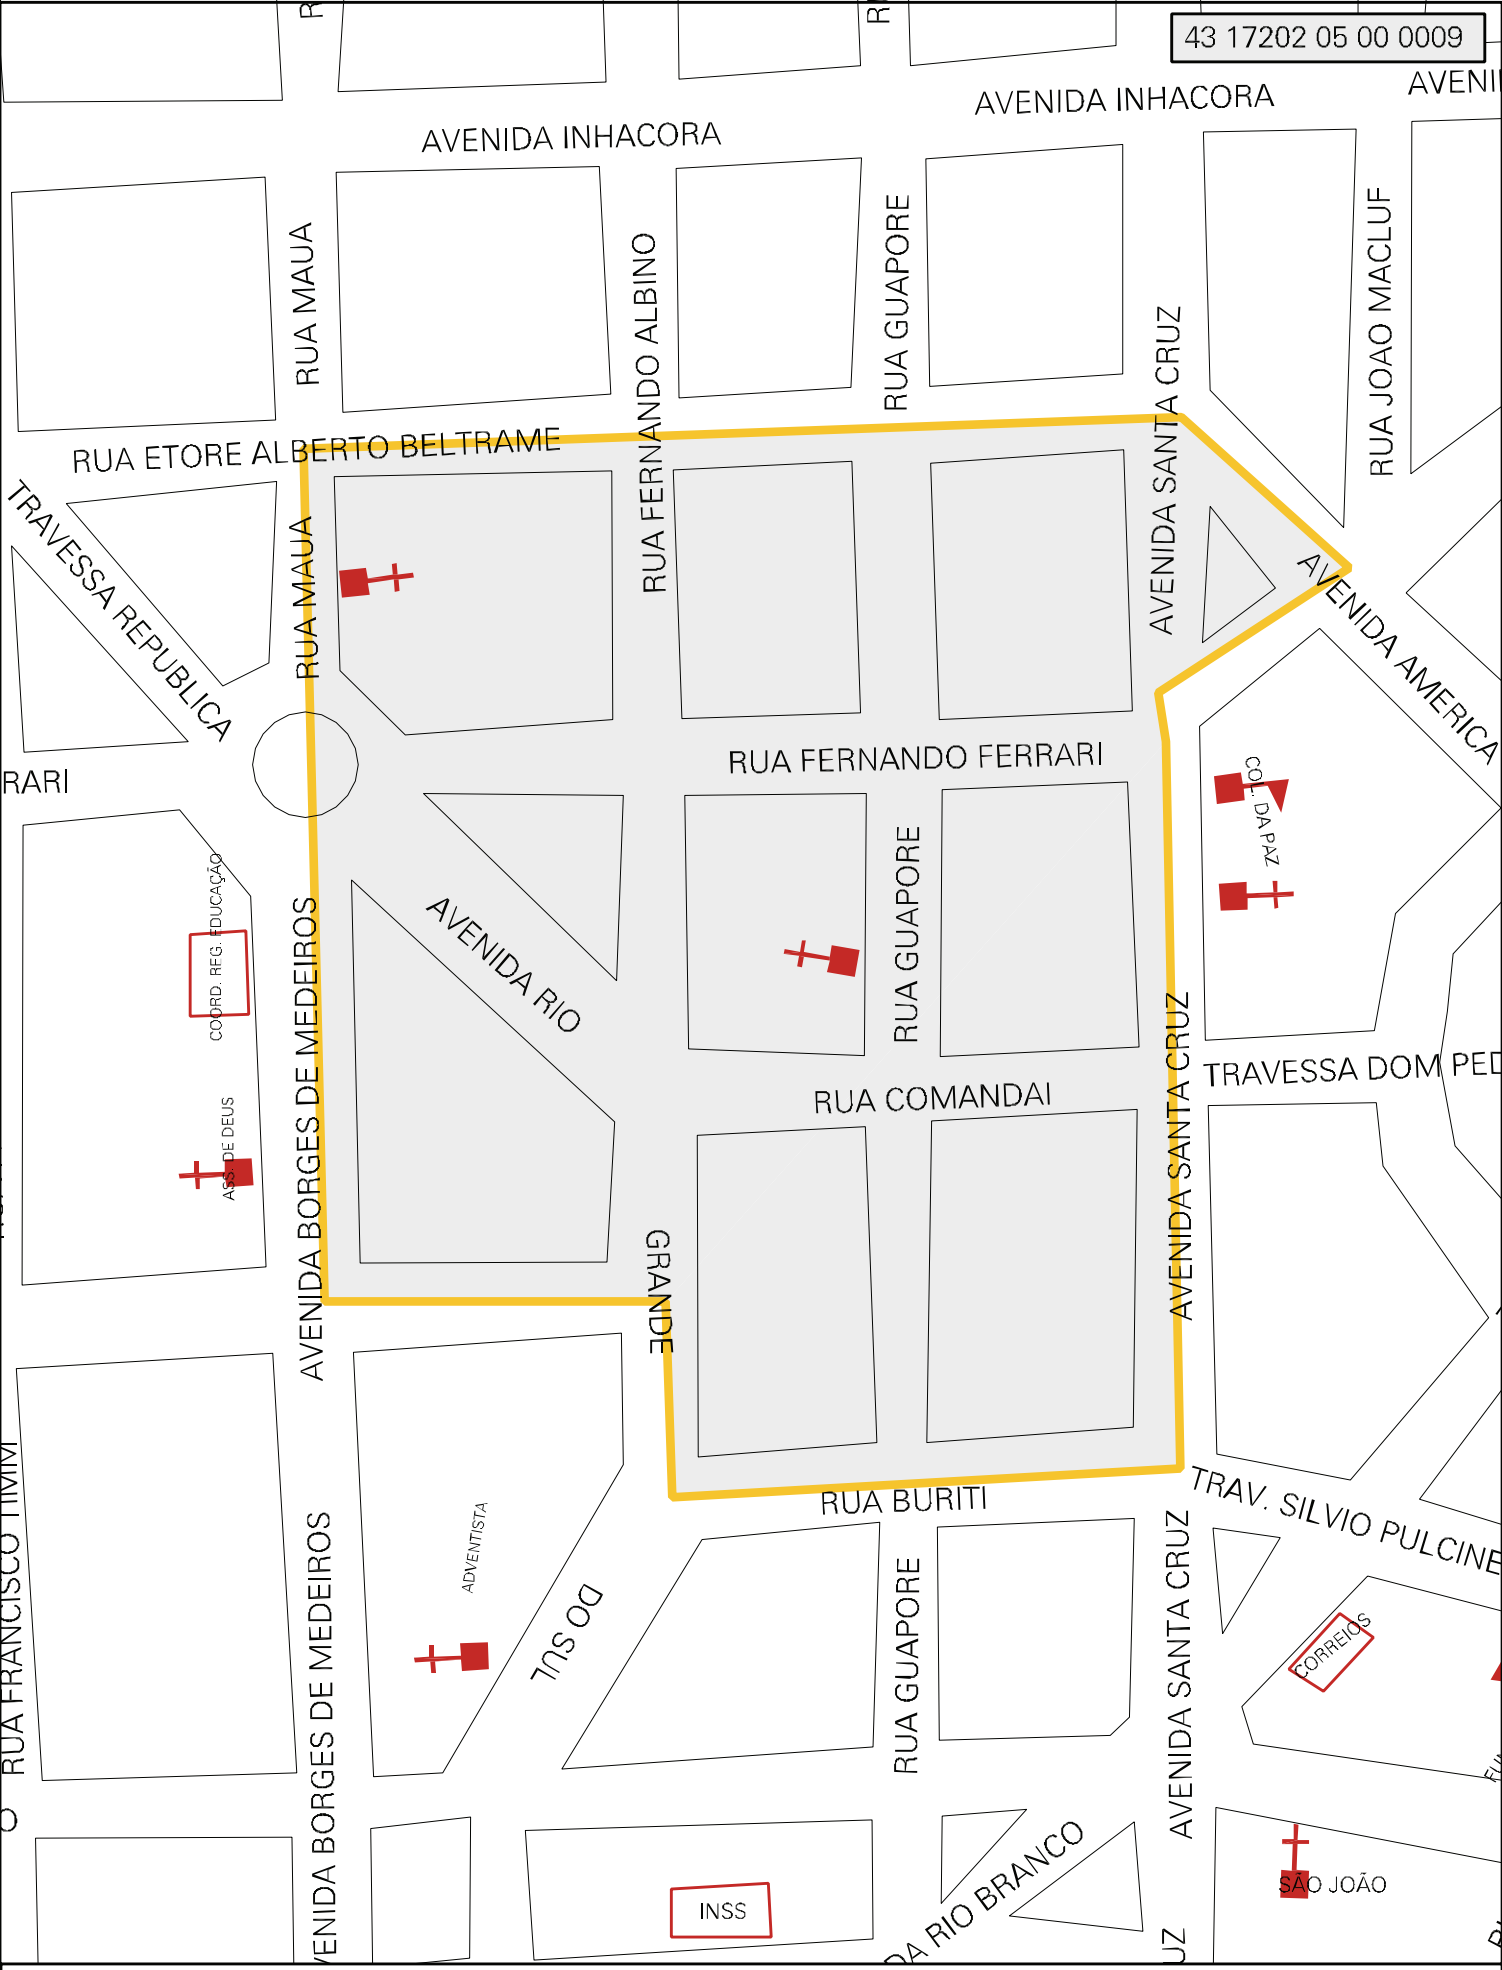 43 17202 05 00 0009
AVENIDA INHACORA
AVENIDA INHACORA
RUA MAUA
RUA FERNANDO ALBINO
RUA GUAPORE
AVENIDA SANTA CRUZ
RUA JOAO MACLUF
RUA ETORE ALBERTO BELTRAME
TRAVESSA REPUBLICA
RUA MAUA
AVENIDA AMERICA
RUA FERNANDO FERRARI
RARI
COL. DA PAZ
COORD. REG. EDUCAÇÃO
AVENIDA RIO
GRANDE
DO SUL
RUA GUAPORE
AVENIDA BORGES DE MEDEIROS
ASS. DE DEUS
RUA COMANDAI
TRAVESSA DOM PED
AVENIDA SANTA CRUZ
RUA BURITI
TRAV. SILVIO PULCINE
RUA FRANCISCO TIMM
ADVENTISTA
AVENIDA BORGES DE MEDEIROS
RUA GUAPORE
AVENIDA SANTA CRUZ
CORREIOS
INSS
DA RIO BRANCO
SÃO JOÃO
UZ
AVENI